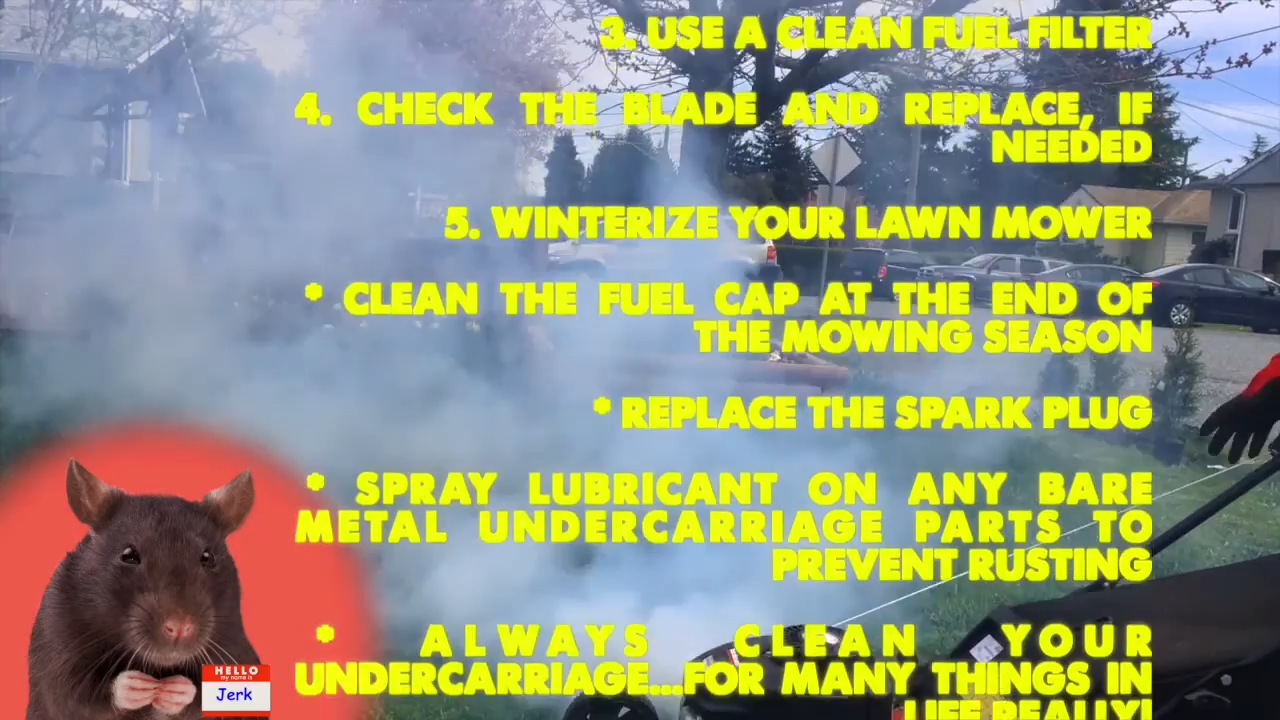 3. USE A CLEAN FUEL FILTER
4. CHECK THE BLADE AND REPLACE, IF
NEEDED
5. WINTERIZE YOUR LAWN MOWER
* CLEAN THE FUEL CAP AT THE END OF
THE MOWING SEASON
* REPLACE THE SPARK PLUG
* SPRAY LUBRICANT ON ANY BARE
METAL UNDERCARRIAGE PARTS TO
PREVENT RUSTING
* ALWAYS CLEAN YOUR
UNDERCARRIAGE...FOR MANY THINGS IN
LIFE REALLY!
HELLO
my name is
Jerk